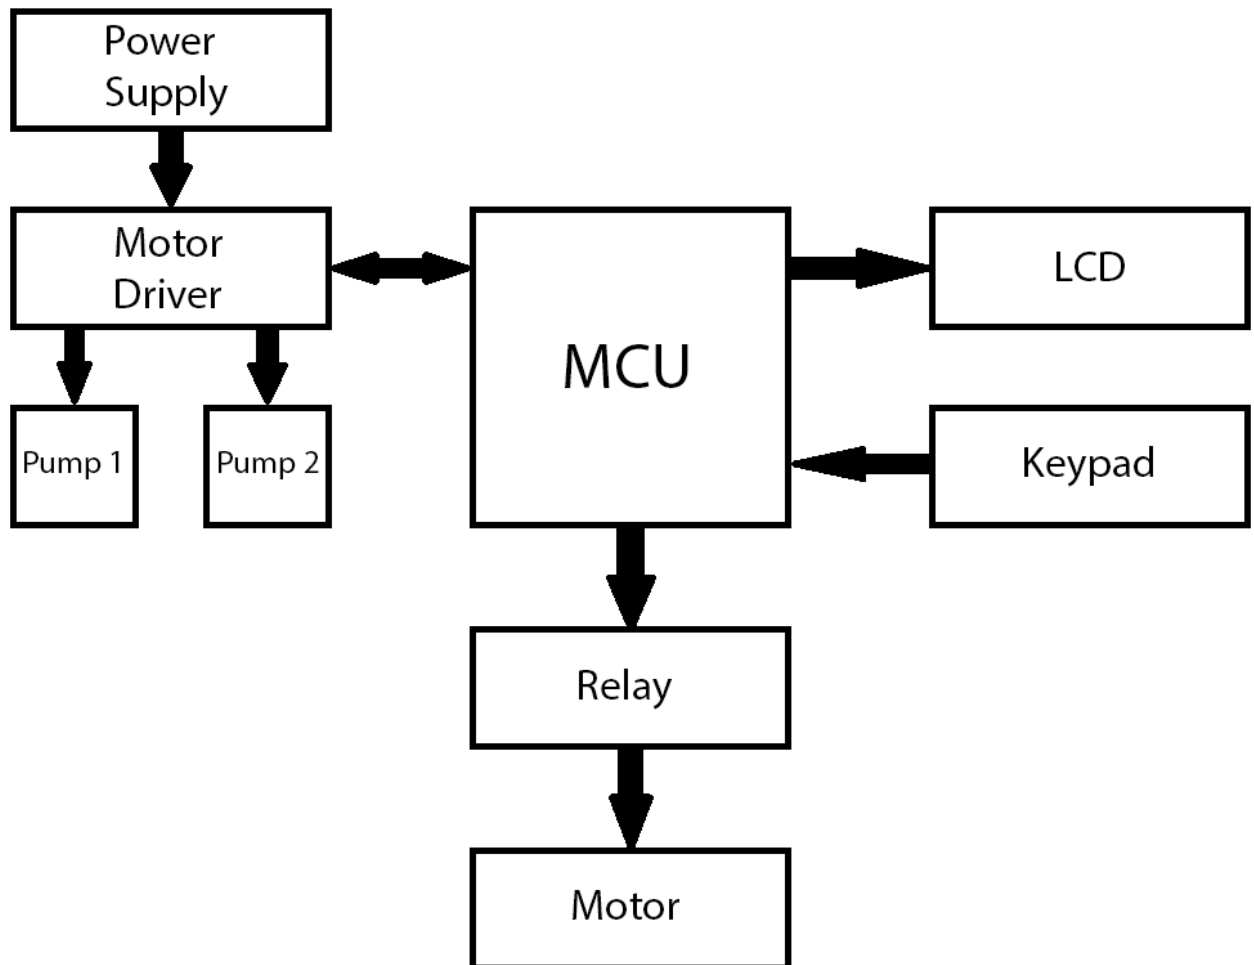 Power
Supply
Motor
Driver
Pump 1
Pump 2
MCU
LCD
Keypad
Relay
Motor